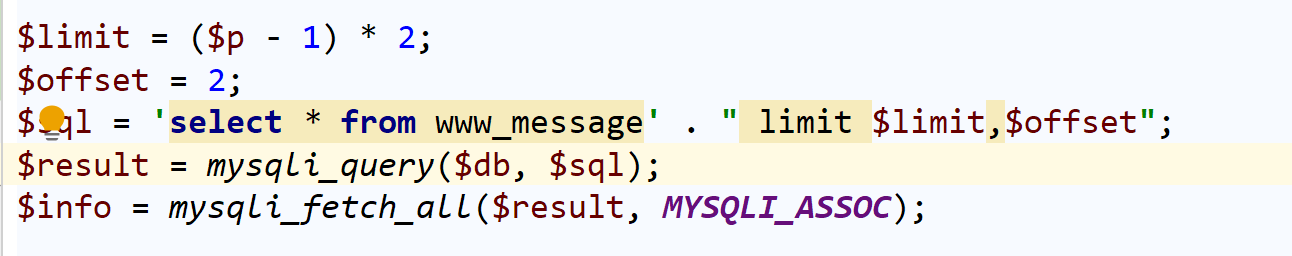 $limit = ($p - 1) * 2;
$offset = 2;
$sql = 'select * from www_message' . " limit $limit,$offset";
$result = mysqli_query($db, $sql);
$info = mysqli_fetch_all($result, MYSQLI_ASSOC);